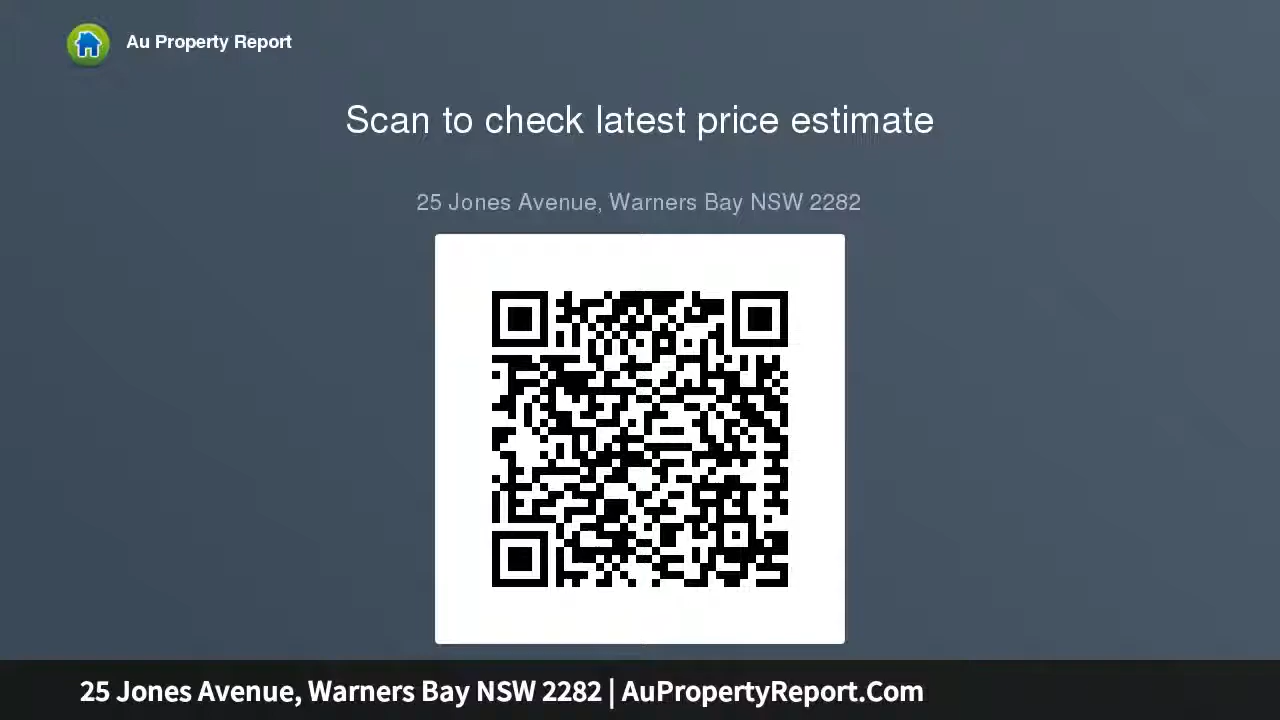 Au Property Report
Scan to check latest price estimate
25 Jones Avenue, Warners Bay NSW 2282
25 Jones Avenue, Warners Bay NSW 2282 | AuPropertyReport.Com